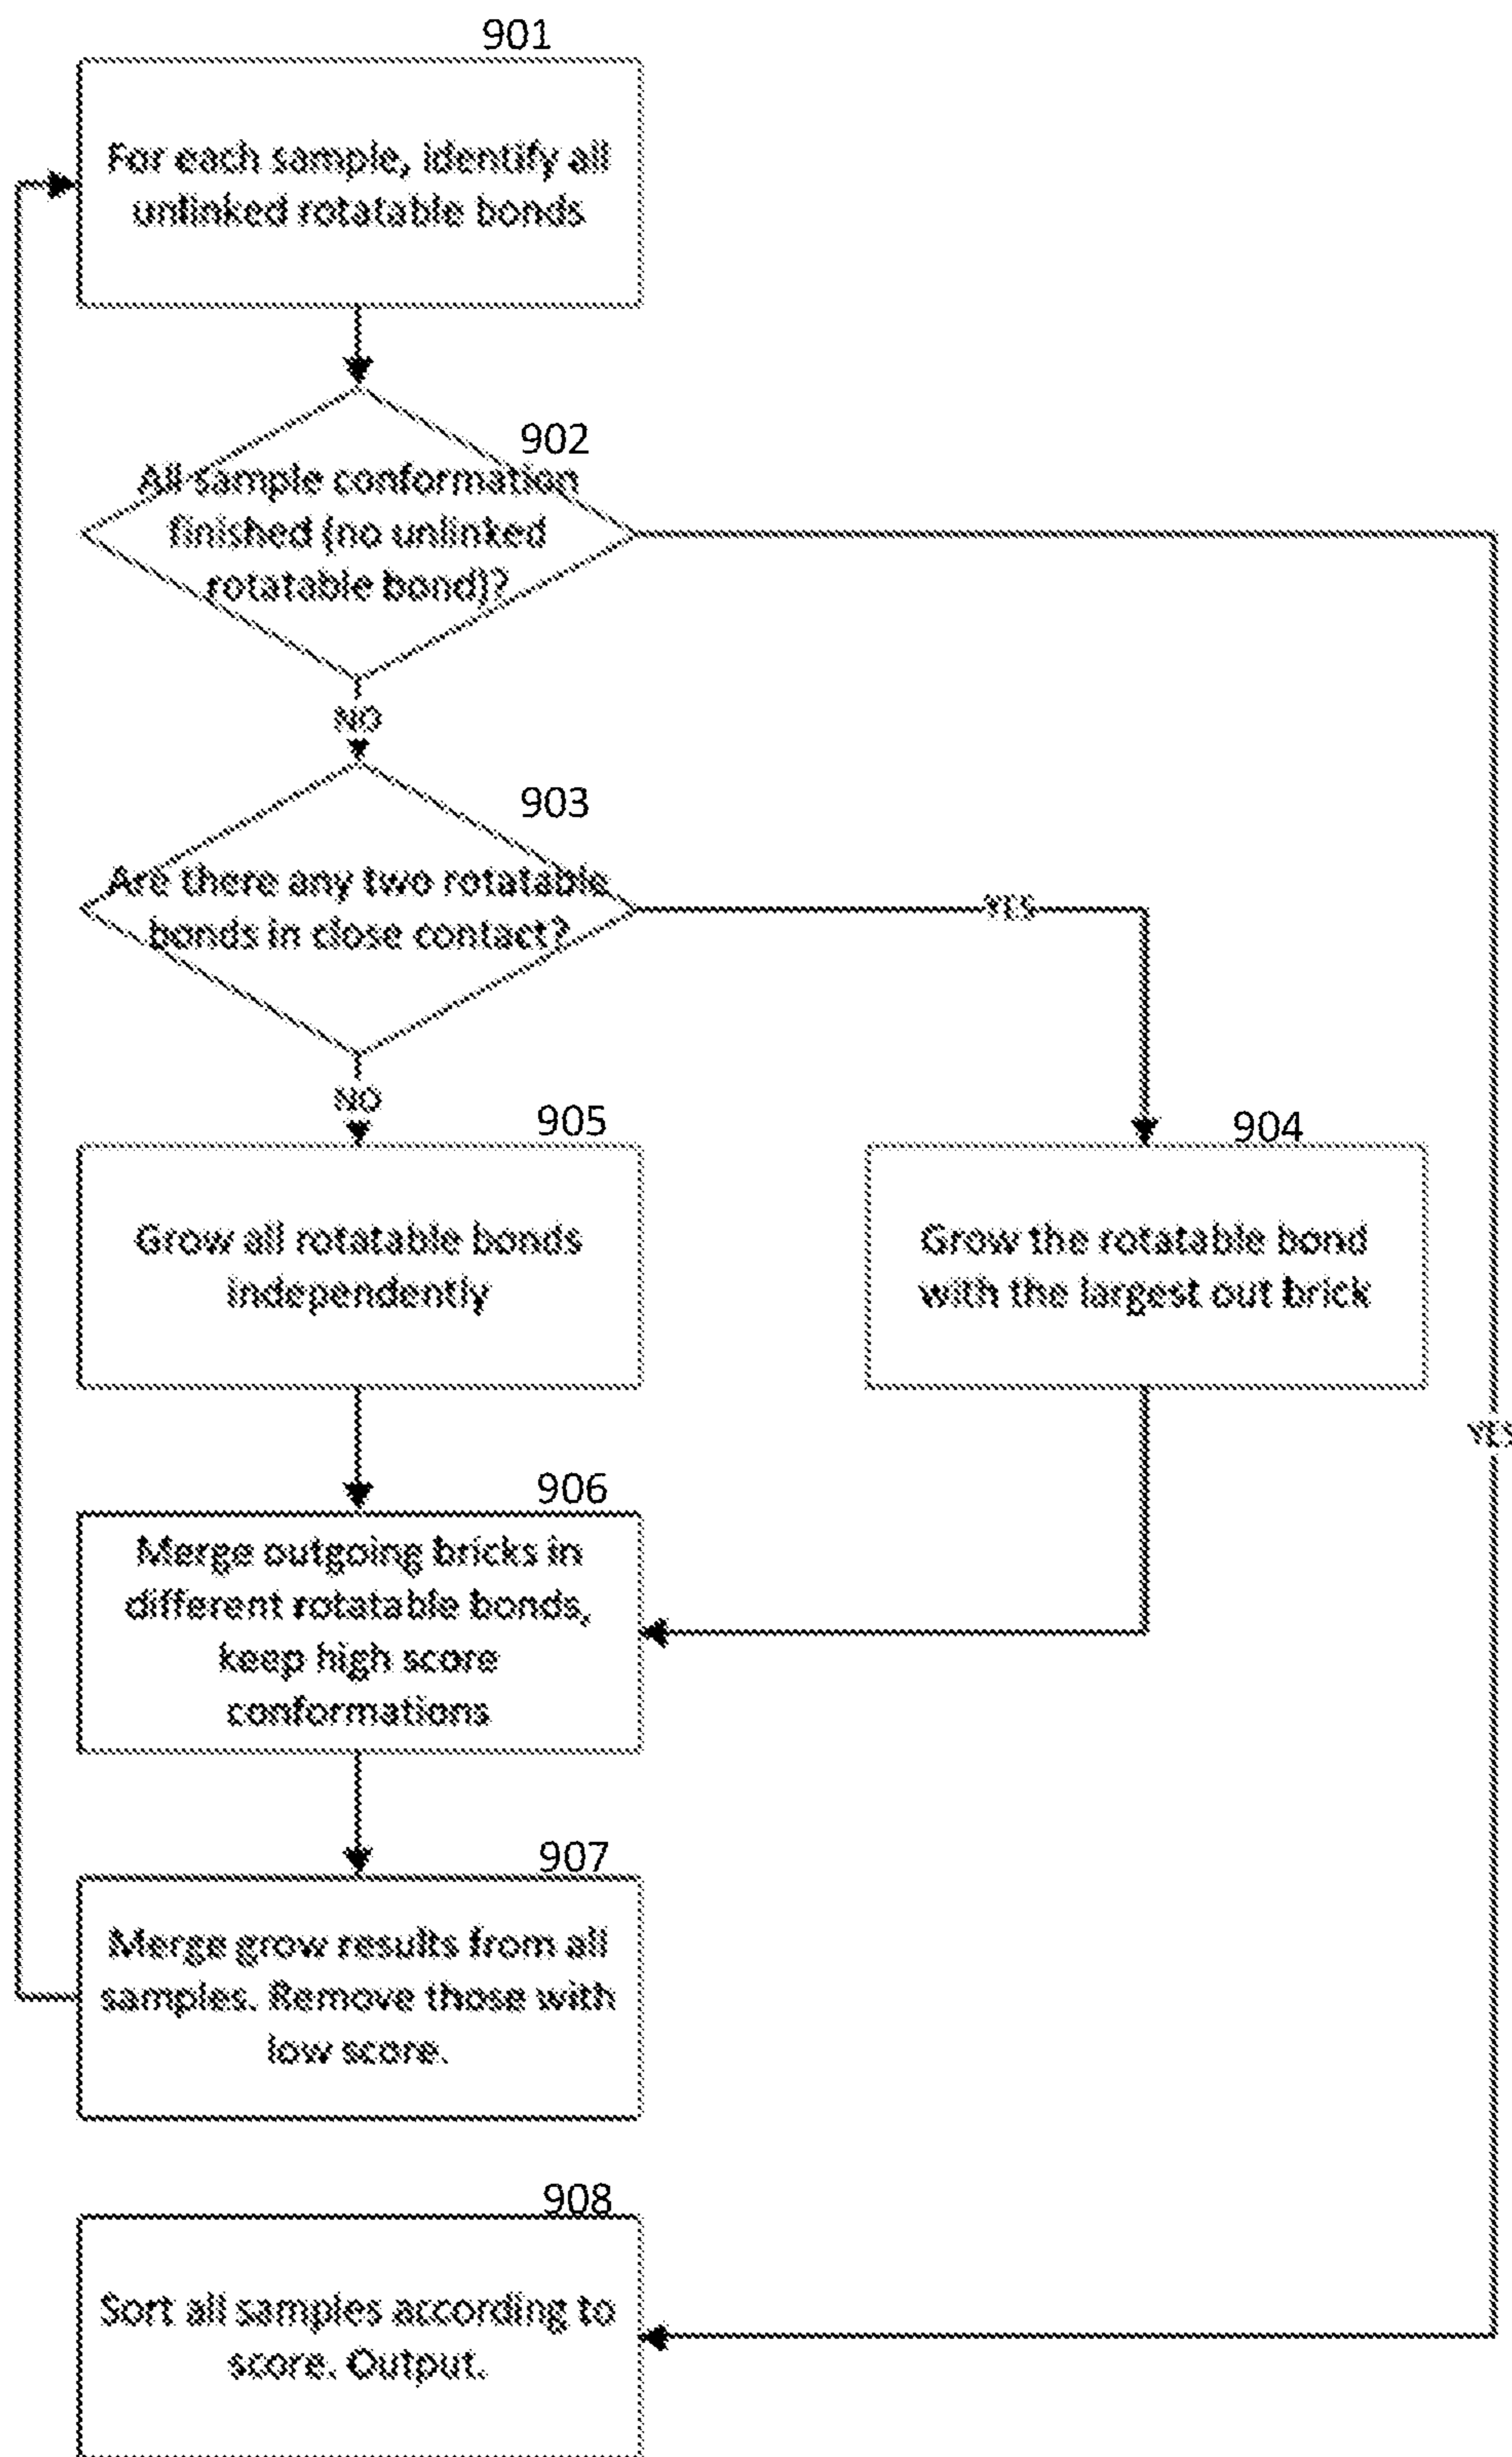 901
For each sample, identify all
unlinked rotatable bonds
902
All sample conformation
finished (no unlinked
rotatable bond)?
NO
903
Are there any two rotatable
bonds in close contact?
YES
NO
905
Grow all rotatable bonds
independently
904
Grow the rotatable bond
with the largest out brick
YES
906
Merge outgoing bricks in
different rotatable bonds,
keep high score
conformations
907
Merge grow results from all
samples. Remove those with
low score.
908
Sort all samples according to
score. Output.